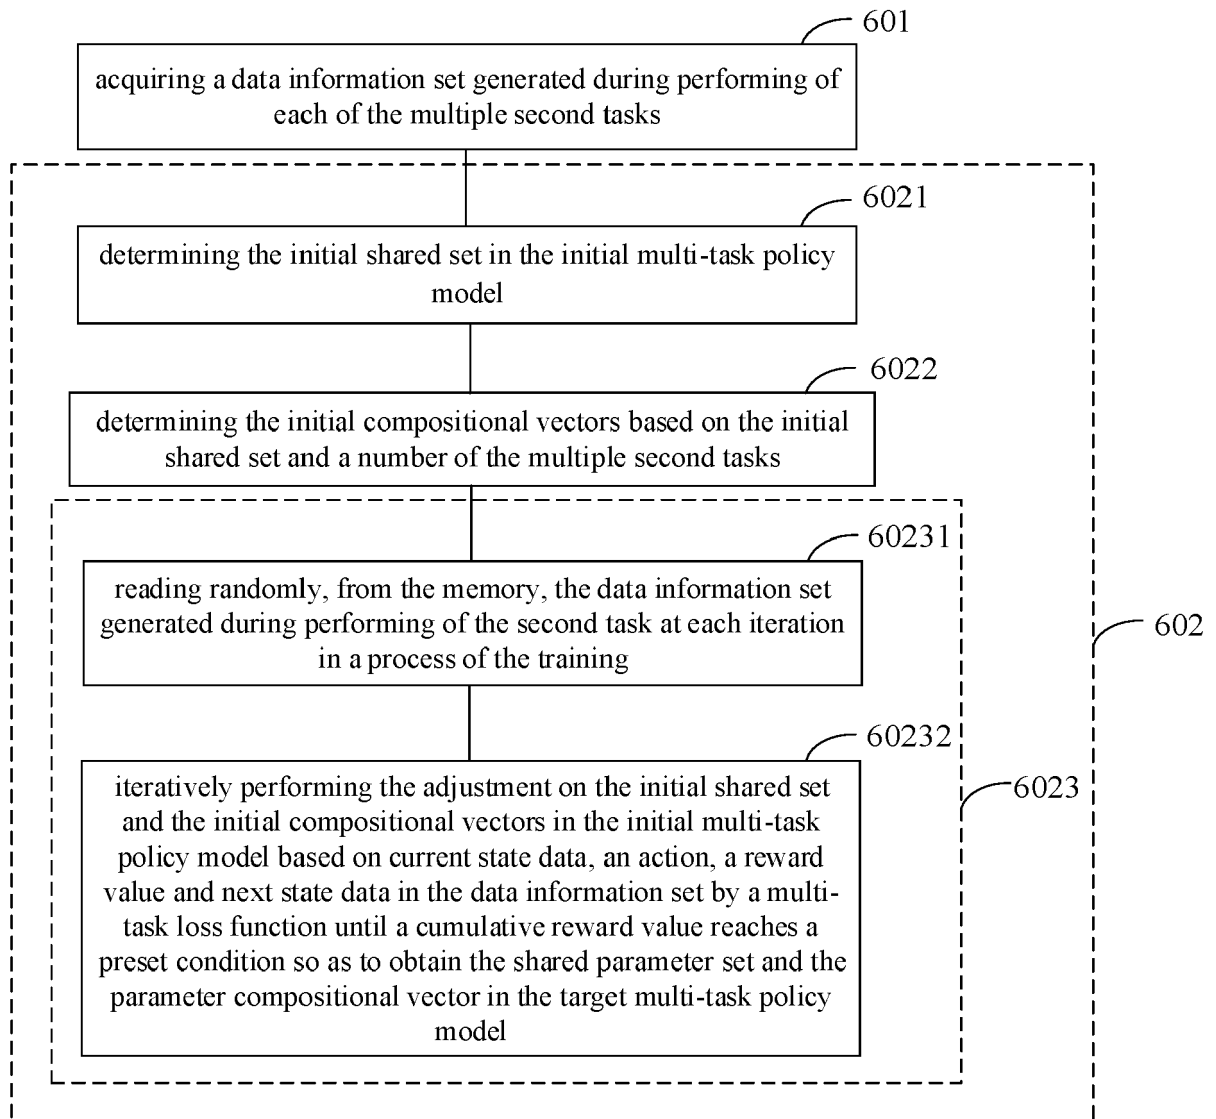 601
acquiring a data information set generated during performing of
each of the multiple second tasks
6021
determining the initial shared set in the initial multi-task policy
model
6022
determining the initial compositional vectors based on the initial
shared set and a number of the multiple second tasks
60231
reading randomly, from the memory, the data information set
generated during performing of the second task at each iteration
in a process of the training
602
60232
iteratively performing the adjustment on the initial shared set
and the initial compositional vectors in the initial multi-task
policy model based on current state data, an action, a reward
value and next state data in the data information set by a multi-
task loss function until a cumulative reward value reaches a
preset condition so as to obtain the shared parameter set and the
parameter compositional vector in the target multi-task policy
model
6023